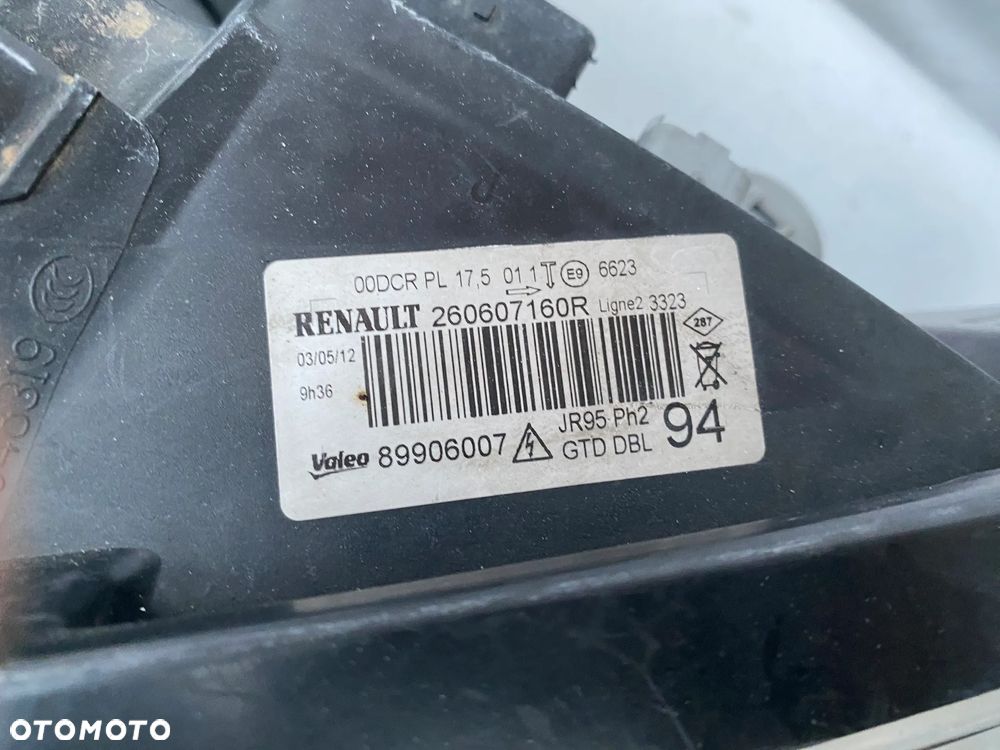 00DCR PL 17,5 01 1 E9 6623
RENAULT 260607160R Ligne2 3323
287
03/05/12
9h36
JR95 Ph2
Valeo 89906007 GTD DBL 94
OTOMOTO